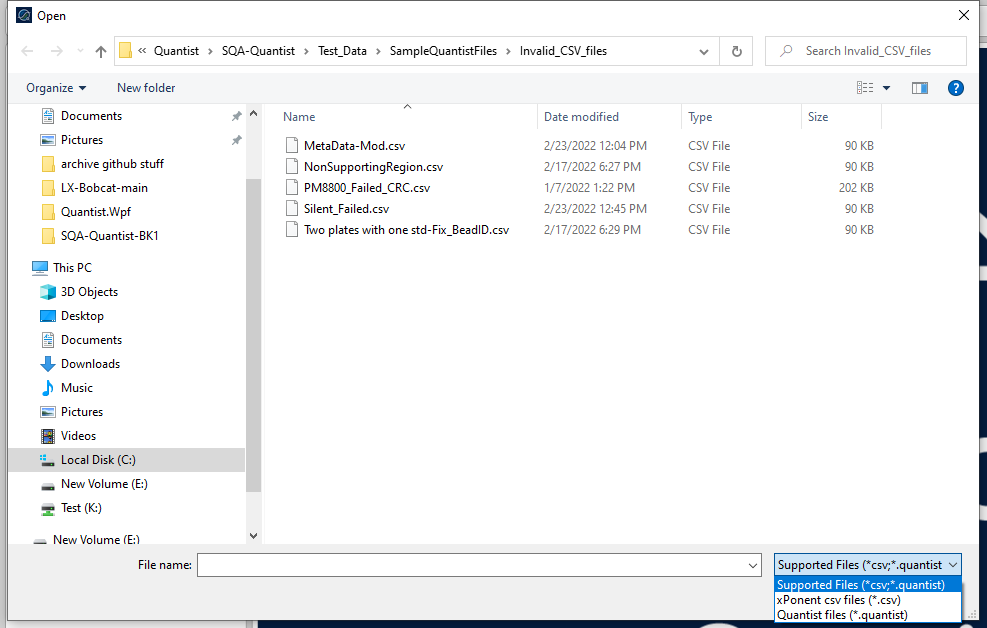 Open
« Quantist › SQA-Quantist › Test_Data › SampleQuantistFiles › Invalid_CSV_files
Search Invalid_CSV_files
Organize
New folder
?
Documents
Pictures
archive github stuff
LX-Bobcat-main
Quantist.Wpf
SQA-Quantist-BK1
This PC
3D Objects
Desktop
Documents
Downloads
Music
Pictures
Videos
Local Disk (C:)
New Volume (E:)
Test (K:)
New Volume (E:)
Name Date modified Type Size
MetaData-Mod.csv 2/23/2022 12:04 PM CSV File 90 KB
NonSupportingRegion.csv 2/17/2022 6:27 PM CSV File 90 KB
PM8800_Failed_CRC.csv 1/7/2022 1:22 PM CSV File 202 KB
Silent_Failed.csv 2/23/2022 12:45 PM CSV File 90 KB
Two plates with one std-Fix_BeadID.csv 2/17/2022 6:29 PM CSV File 90 KB
File name:
Supported Files (*csv;*.quantist
Supported Files (*csv;*.quantist)
xPonent csv files (*.csv)
Quantist files (*.quantist)